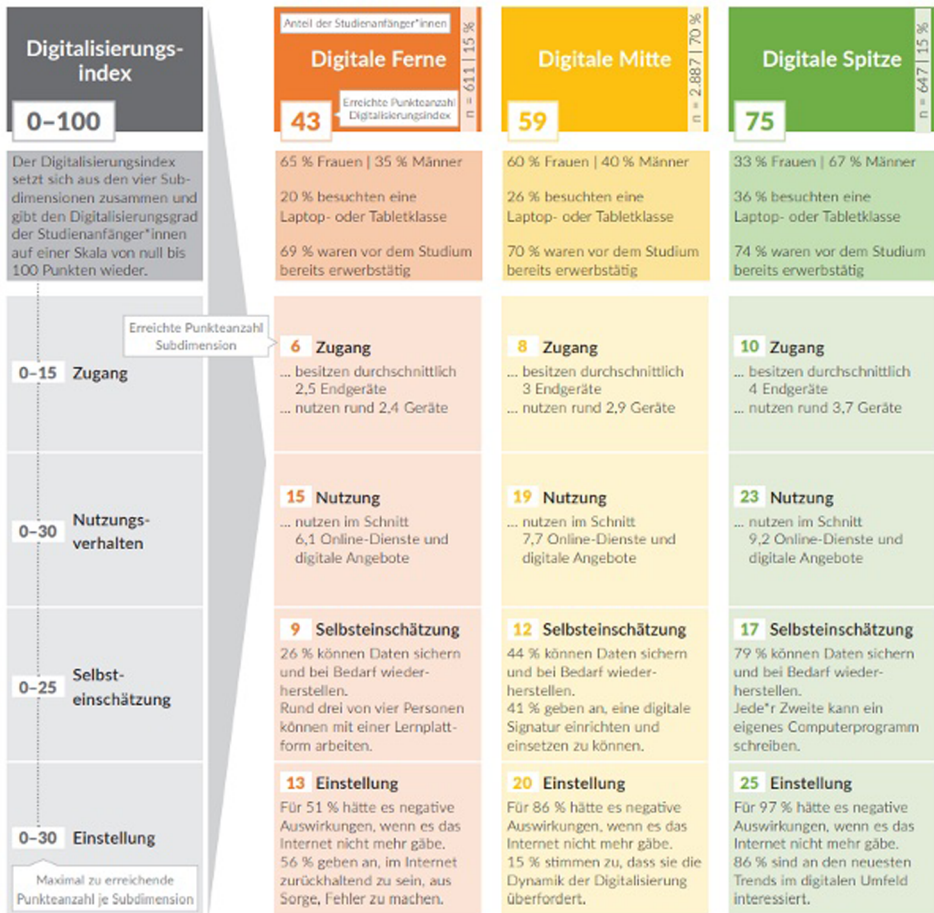 Digitalisierungs-
index
0–100
Der Digitalisierungsindex
setzt sich aus den vier Sub-
dimensionen zusammen und
gibt den Digitalisierungsgrad
der Studienanfänger*innen
auf einer Skala von null bis
100 Punkten wieder.
0–15 Zugang
0–30 Nutzungs-
verhalten
0–25 Selbst-
einschätzung
0–30 Einstellung
Maximal zu erreichende
Punkteanzahl je Subdimension
Anteil der Studienanfänger*innen
Digitale Ferne
n = 611 | 15 %
43
Erreichte Punkteanzahl
Digitalisierungsindex
65 % Frauen | 35 % Männer
20 % besuchten eine
Laptop- oder Tabletklasse
69 % waren vor dem Studium
bereits erwerbstätig
Erreichte Punkteanzahl
Subdimension
6 Zugang
... besitzen durchschnittlich
2,5 Endgeräte
... nutzen rund 2,4 Geräte
15 Nutzung
... nutzen im Schnitt
6,1 Online-Dienste und
digitale Angebote
9 Selbsteinschätzung
26 % können Daten sichern
und bei Bedarf wieder-
herstellen.
Rund drei von vier Personen
können mit einer Lernplatt-
form arbeiten.
13 Einstellung
Für 51 % hätte es negative
Auswirkungen, wenn es das
Internet nicht mehr gäbe.
56 % geben an, im Internet
zurückhaltend zu sein, aus
Sorge, Fehler zu machen.
Digitale Mitte
n = 2.887 | 70 %
59
60 % Frauen | 40 % Männer
26 % besuchten eine
Laptop- oder Tabletklasse
70 % waren vor dem Studium
bereits erwerbstätig
8 Zugang
... besitzen durchschnittlich
3 Endgeräte
... nutzen rund 2,9 Geräte
19 Nutzung
... nutzen im Schnitt
7,7 Online-Dienste und
digitale Angebote
12 Selbsteinschätzung
44 % können Daten sichern
und bei Bedarf wieder-
herstellen.
41 % geben an, eine digitale
Signatur einrichten und
einsetzen zu können.
20 Einstellung
Für 86 % hätte es negative
Auswirkungen, wenn es das
Internet nicht mehr gäbe.
15 % stimmen zu, dass sie die
Dynamik der Digitalisierung
überfordert.
Digitale Spitze
n = 647 | 15 %
75
33 % Frauen | 67 % Männer
36 % besuchten eine
Laptop- oder Tabletklasse
74 % waren vor dem Studium
bereits erwerbstätig
10 Zugang
... besitzen durchschnittlich
4 Endgeräte
... nutzen rund 3,7 Geräte
23 Nutzung
... nutzen im Schnitt
9,2 Online-Dienste und
digitale Angebote
17 Selbsteinschätzung
79 % können Daten sichern
und bei Bedarf wieder-
herstellen.
Jede*r Zweite kann ein
eigenes Computerprogramm
schreiben.
25 Einstellung
Für 97 % hätte es negative
Auswirkungen, wenn es das
Internet nicht mehr gäbe.
86 % sind an den neuesten
Trends im digitalen Umfeld
interessiert.